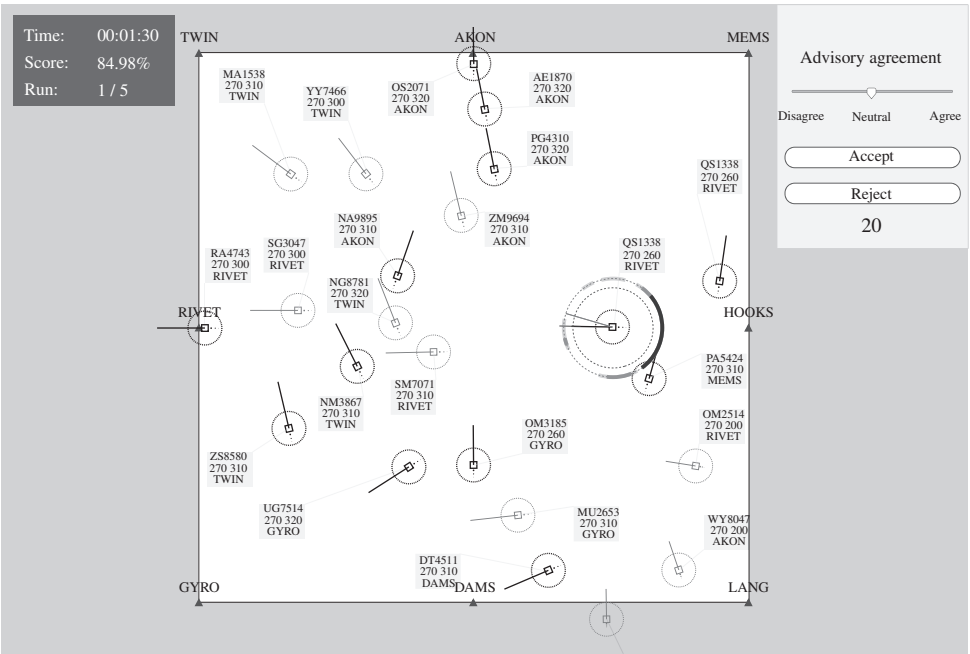 Time: 00:01:30
Score: 84.98%
Run: 1 / 5
TWIN
AKON
MEMS
Advisory agreement
Disagree Neutral Agree
Accept
Reject
20
MA1538
270 310
TWIN
YY7466
270 300
TWIN
OS2071
270 320
AKON
AE1870
270 320
AKON
PG4310
270 320
AKON
QS1338
270 260
RIVET
NA9895
270 310
AKON
ZM9694
270 310
AKON
RA4743
270 300
RIVET
SG3047
270 300
RIVET
QS1338
270 260
RIVET
NG8781
270 320
TWIN
RIVET
HOOKS
PA5424
270 310
MEMS
SM7071
270 310
RIVET
NM3867
270 310
TWIN
OM2514
270 200
RIVET
OM3185
270 260
GYRO
ZS8580
270 310
TWIN
UG7514
270 320
GYRO
MU2653
270 310
GYRO
WY8047
270 200
AKON
DT4511
270 310
DAMS
GYRO
DAMS
LANG